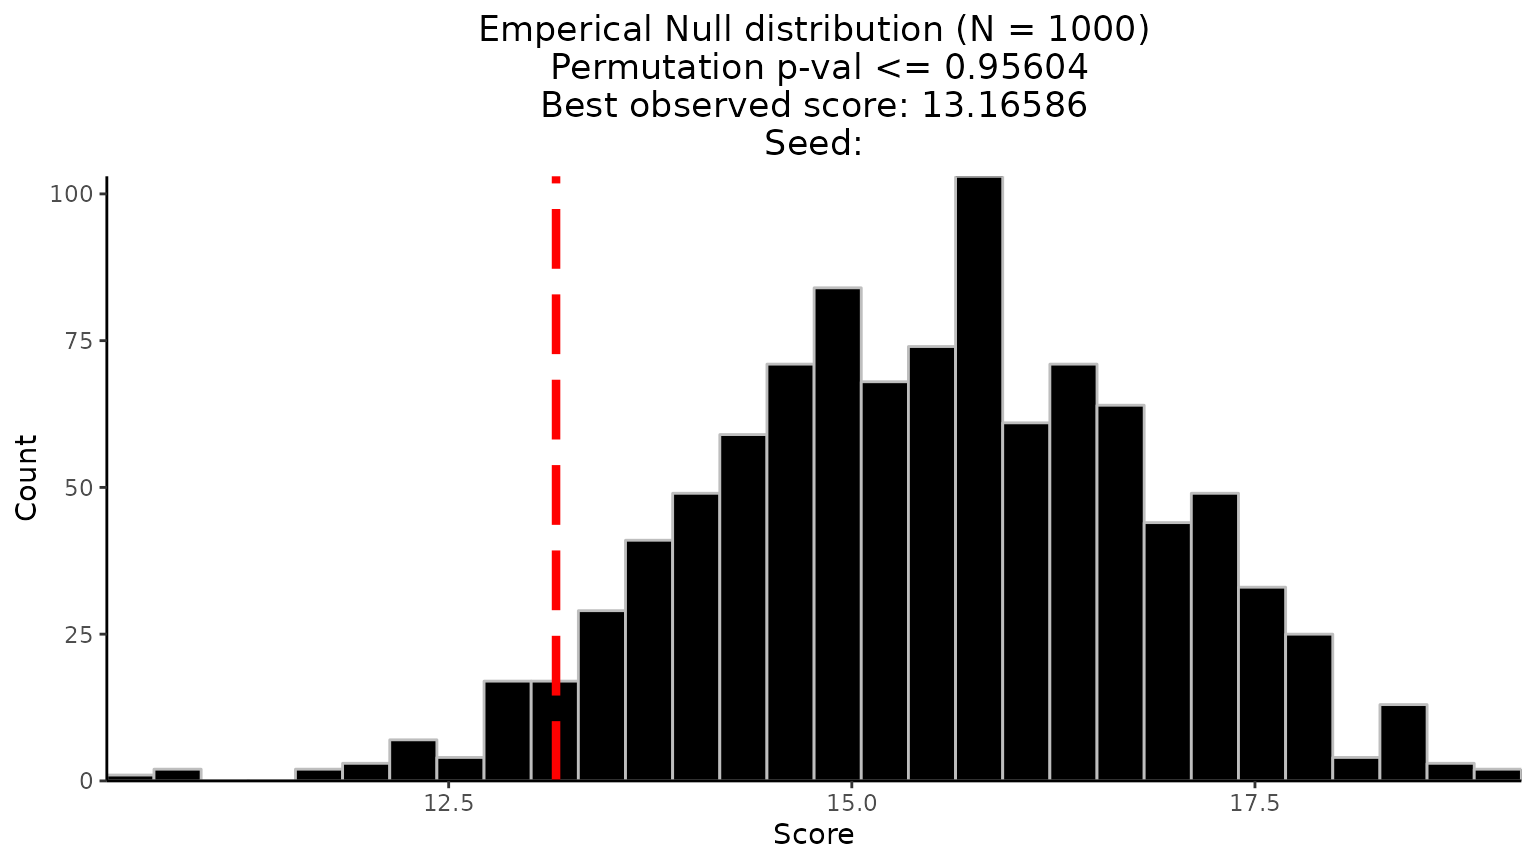 Emperical Null distribution (N = 1000)
Permutation p-val <= 0.95604
Best observed score: 13.16586
Seed:
100
75
50
25
0
Count
12.5 15.0 17.5
Score